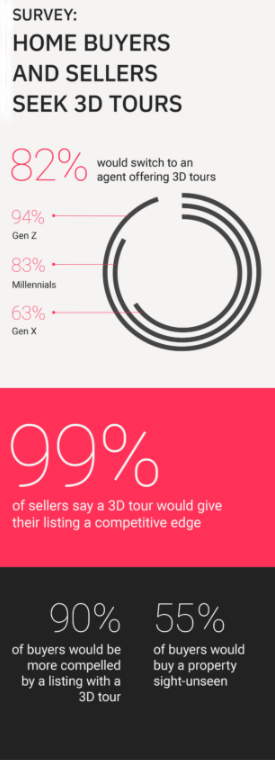 SURVEY:
HOME BUYERS
AND SELLERS
SEEK 3D TOURS
82%
would switch to an
agent offering 3D tours
94%
Gen Z
83%
Millennials
63%
Gen X
99%
of sellers say a 3D tour would give
their listing a competitive edge
90%
of buyers would be
more compelled
by a listing with a
3D tour
55%
of buyers would
buy a property
sight-unseen